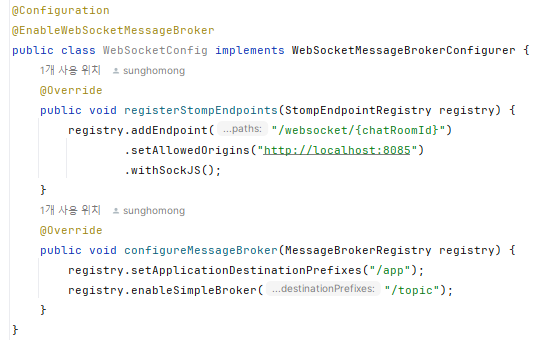 @Configuration
@EnableWebSocketMessageBroker
public class WebSocketConfig implements WebSocketMessageBrokerConfigurer {
1개 사용 위치 sunghomong
@Override
public void registerStompEndpoints(StompEndpointRegistry registry) {
registry.addEndpoint( ...paths: "/websocket/{chatRoomId}")
.setAllowedOrigins("http://localhost:8085")
.withSockJS();
}
1개 사용 위치 sunghomong
@Override
public void configureMessageBroker(MessageBrokerRegistry registry) {
registry.setApplicationDestinationPrefixes("/app");
registry.enableSimpleBroker( ...destinationPrefixes: "/topic");
}
}